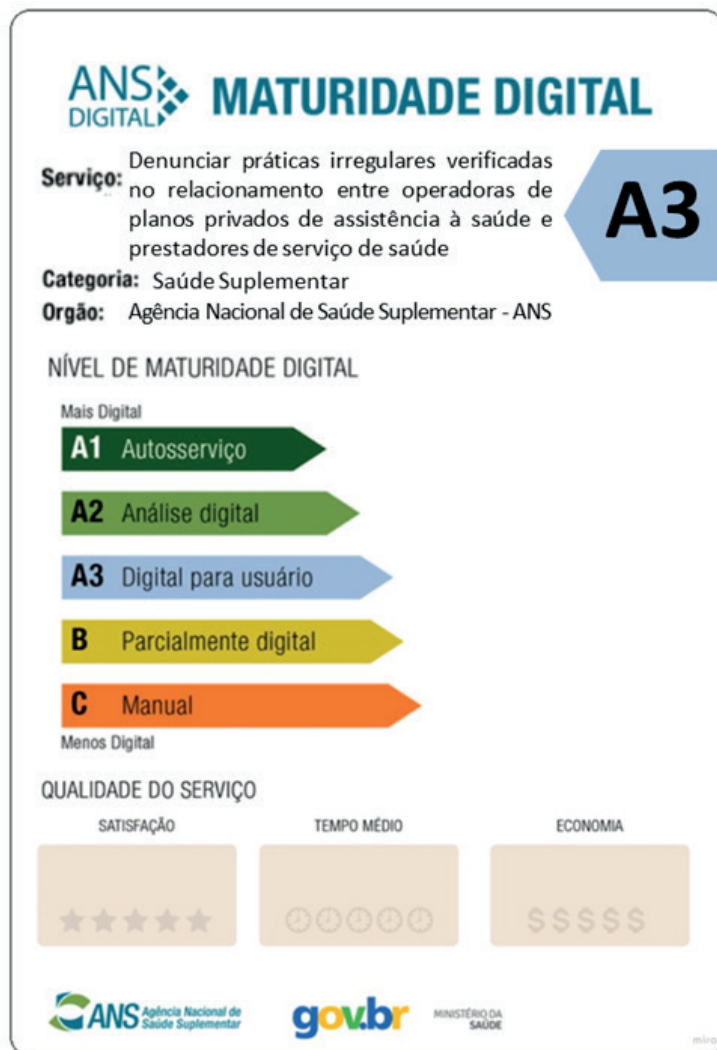 ANS
DIGITAL
MATURIDADE DIGITAL
Serviço: Denunciar práticas irregulares verificadas
no relacionamento entre operadoras de
planos privados de assistência à saúde e
prestadores de serviço de saúde
A3
Categoria: Saúde Suplementar
Orgão: Agência Nacional de Saúde Suplementar - ANS
NÍVEL DE MATURIDADE DIGITAL
Mais Digital
A1 Autosserviço
A2 Análise digital
A3 Digital para usuário
B Parcialmente digital
C Manual
Menos Digital
QUALIDADE DO SERVIÇO
SATISFAÇÃO TEMPO MÉDIO ECONOMIA
$$$$$
ANS Agência Nacional de
Saúde Suplementar
gov.br
MINISTÉRIO DA
SAÚDE
miro